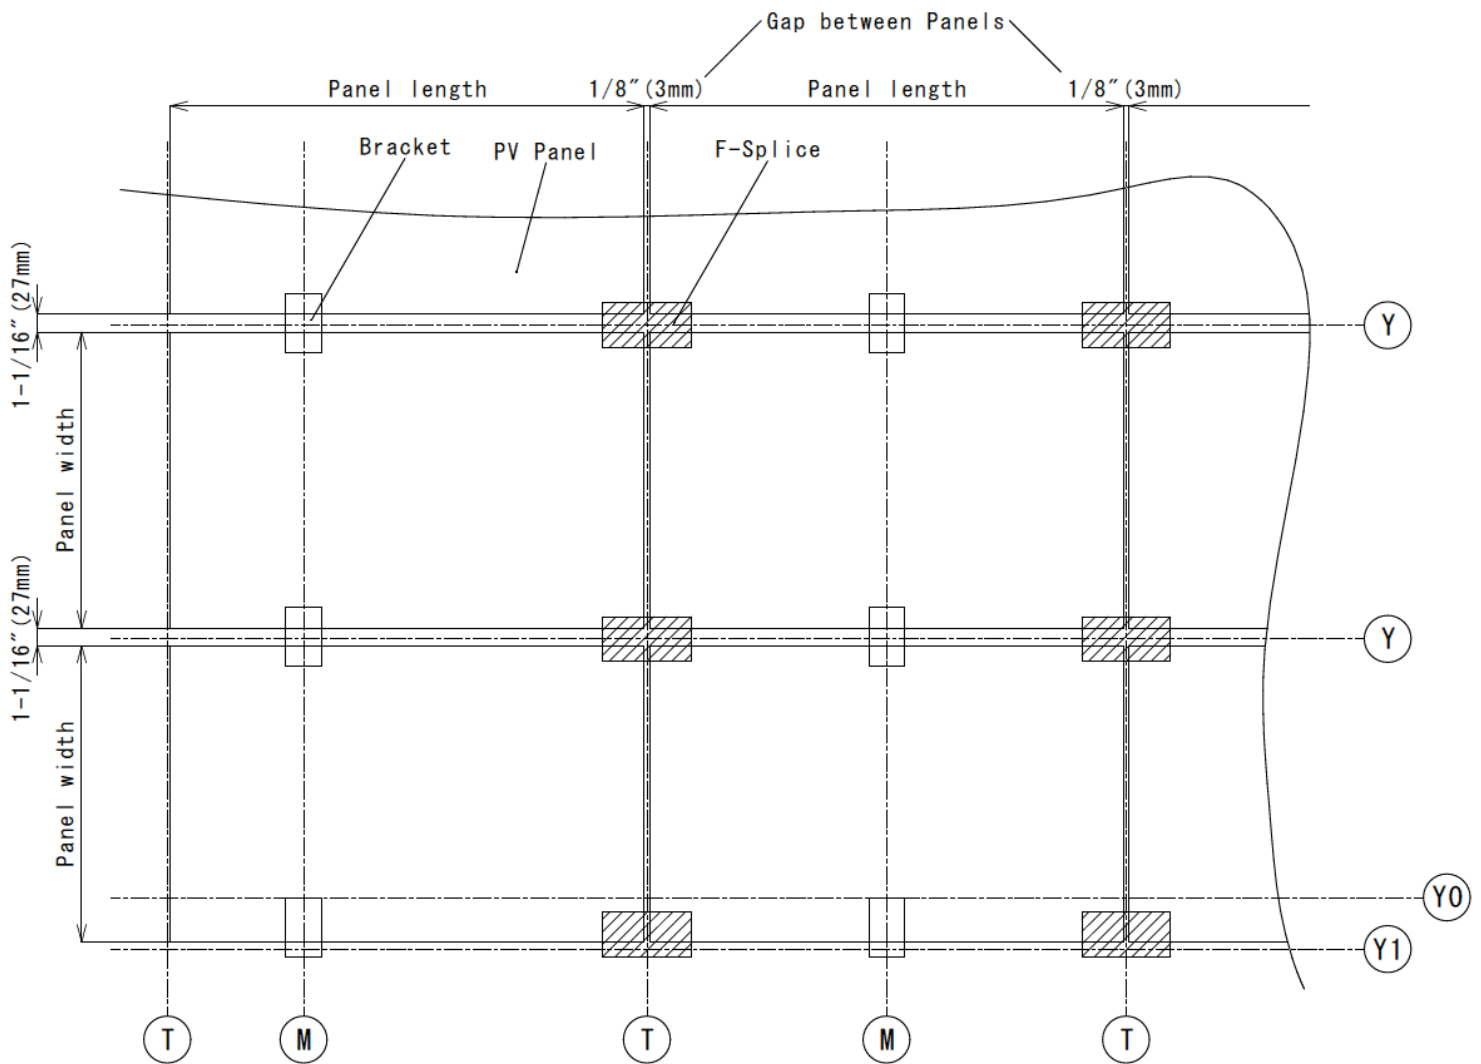 Gap between Panels
Panel length
1/8"(3mm)
Panel length
1/8"(3mm)
Bracket
PV Panel
F-Splice
1-1/16"(27mm)
Y
Panel width
1-1/16"(27mm)
Y
Panel width
Y0
Y1
T
M
T
M
T